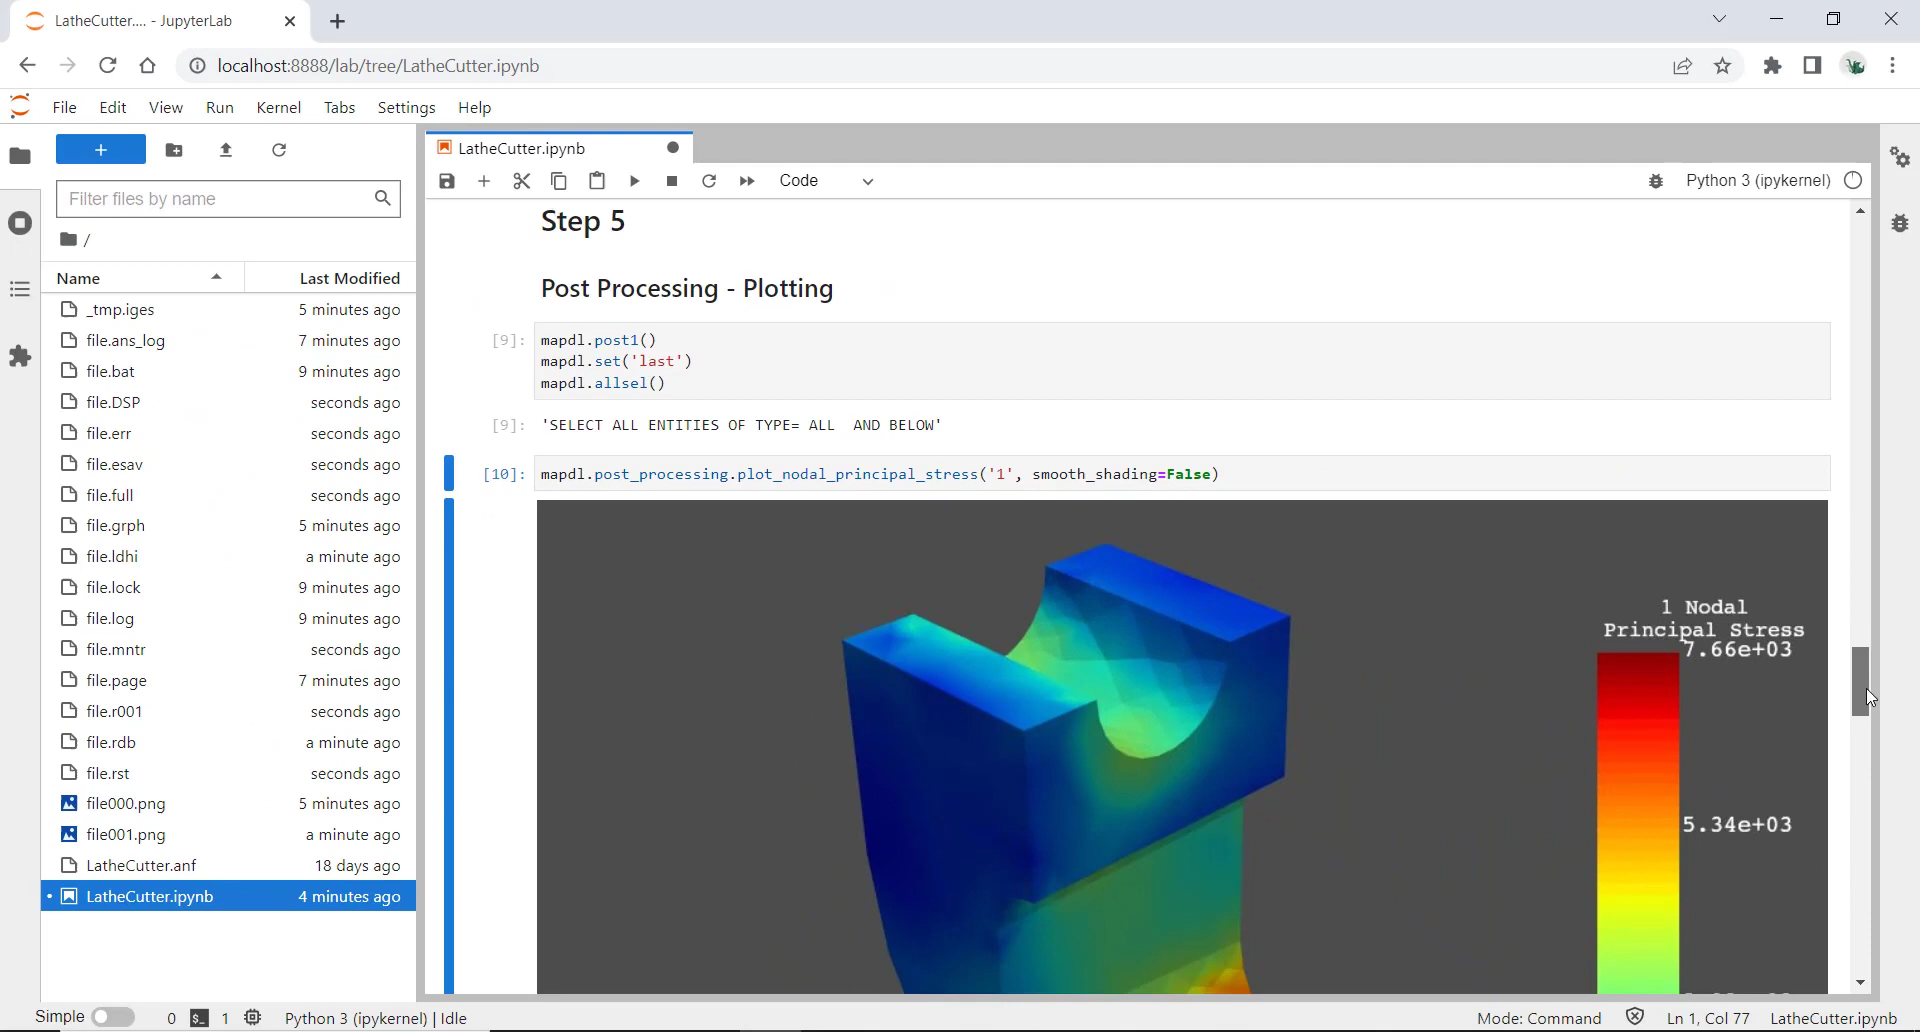 LatheCutter.... - JupyterLab
localhost:8888/lab/tree/LatheCutter.ipynb
File Edit View Run Kernel Tabs Settings Help
+
Filter files by name
/
Name Last Modified
_tmp.iges 5 minutes ago
file.ans_log 7 minutes ago
file.bat 9 minutes ago
file.DSP seconds ago
file.err seconds ago
file.esav seconds ago
file.full seconds ago
file.grph 5 minutes ago
file.ldhi a minute ago
file.lock 9 minutes ago
file.log 9 minutes ago
file.mntr seconds ago
file.page 7 minutes ago
file.r001 seconds ago
file.rdb a minute ago
file.rst seconds ago
file000.png 5 minutes ago
file001.png a minute ago
LatheCutter.anf 18 days ago
LatheCutter.ipynb 4 minutes ago
LatheCutter.ipynb
Code
Python 3 (ipykernel)
Step 5
Post Processing - Plotting
[9]: mapdl.post1()
mapdl.set('last')
mapdl.allsel()
[9]: 'SELECT ALL ENTITIES OF TYPE= ALL  AND BELOW'
[10]: mapdl.post_processing.plot_nodal_principal_stress('1', smooth_shading=False)
1 Nodal
Principal Stress
7.66e+03
5.34e+03
Simple 0 $_ 1 Python 3 (ipykernel) | Idle
Mode: Command Ln 1, Col 77 LatheCutter.ipynb